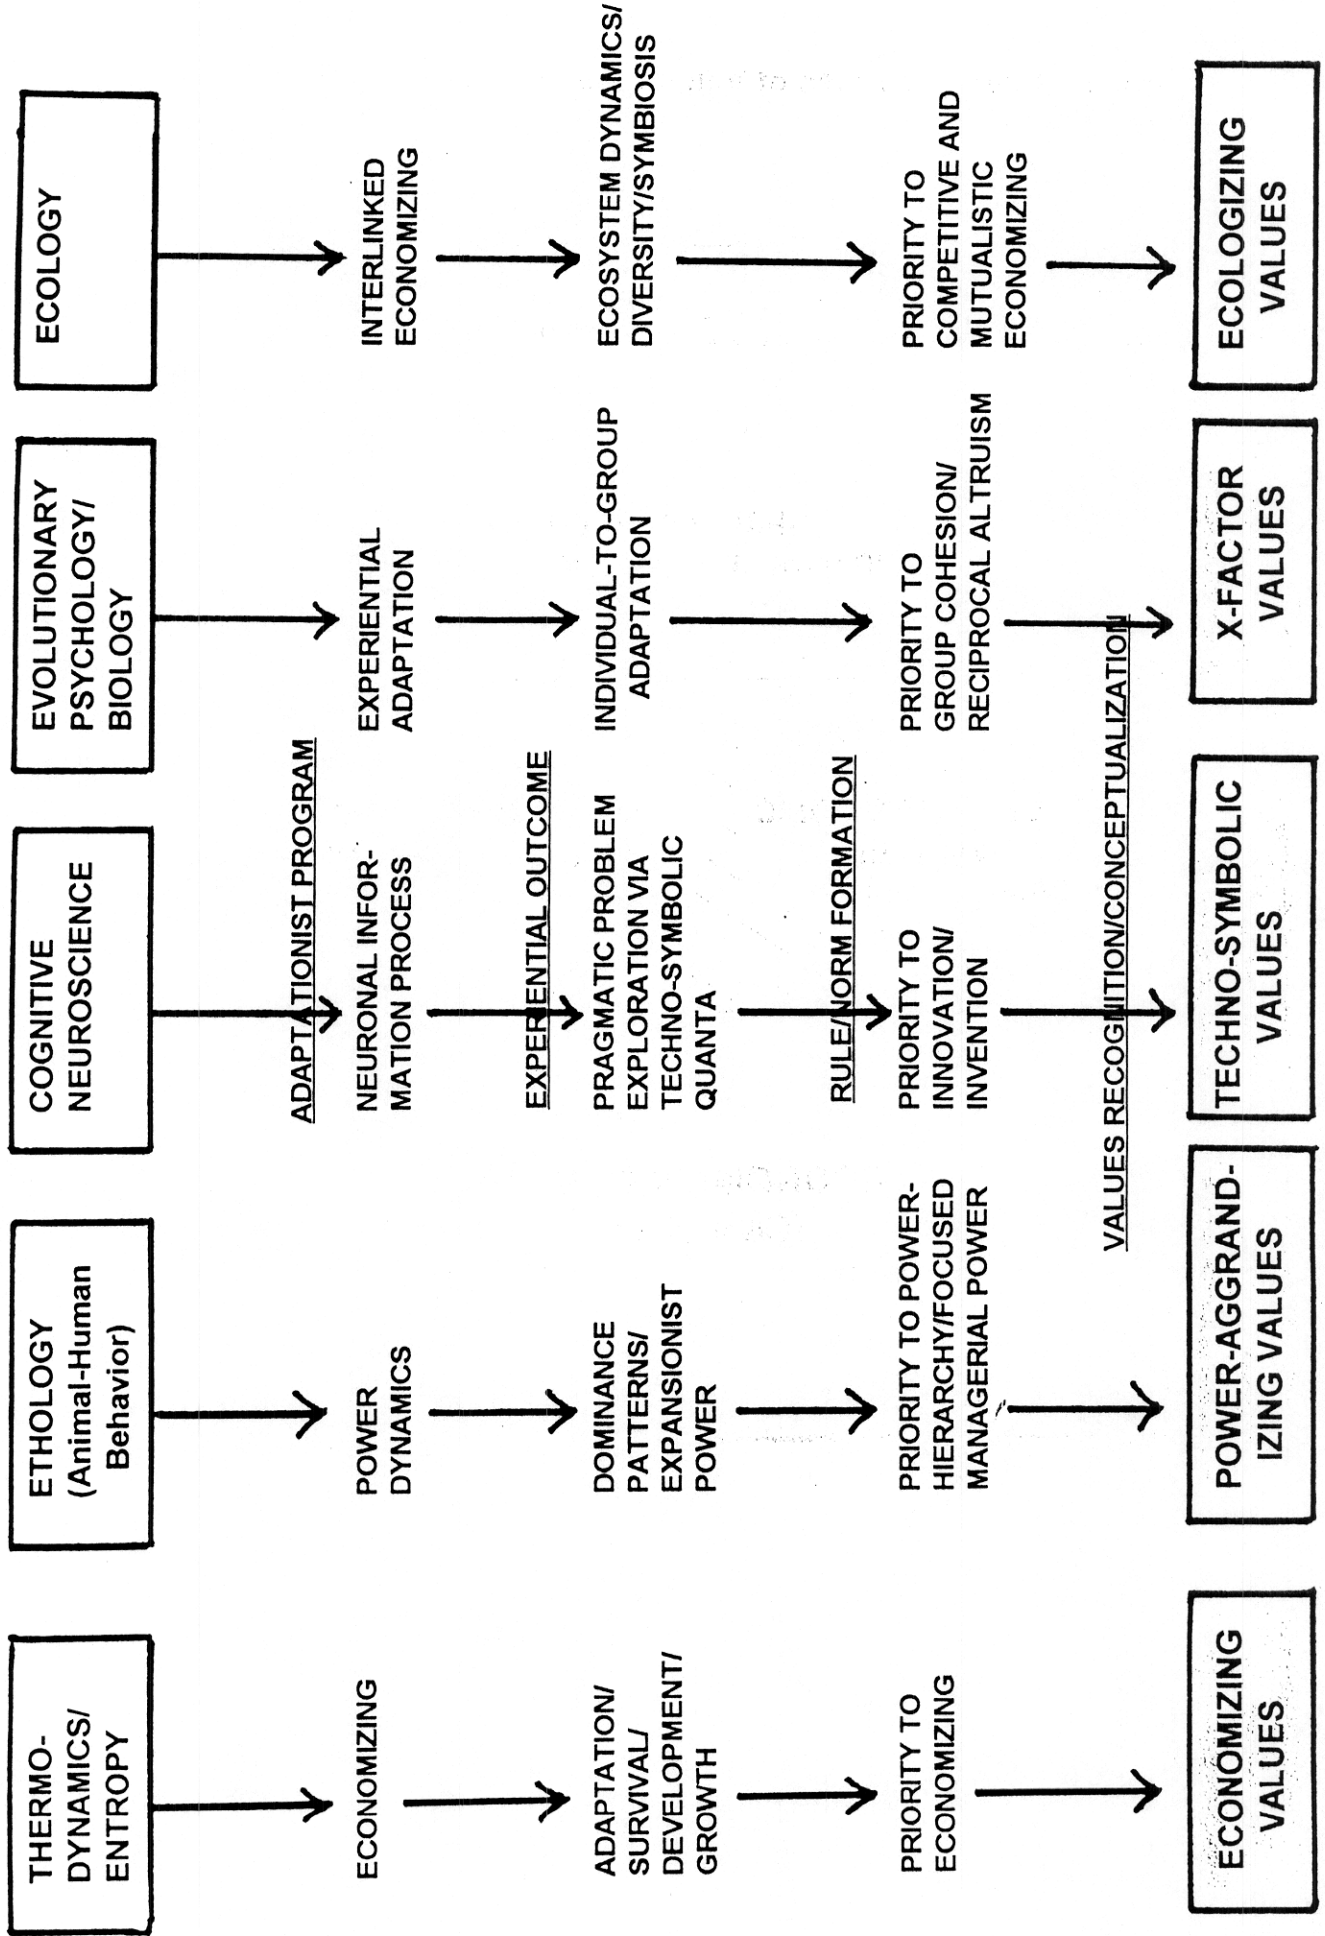 THERMO-
DYNAMICS/
ENTROPY
ETHOLOGY
(Animal-Human
Behavior)
COGNITIVE
NEUROSCIENCE
EVOLUTIONARY
PSYCHOLOGY/
BIOLOGY
ECOLOGY
ADAPTATIONIST PROGRAM
ECONOMIZING
POWER
DYNAMICS
NEURONAL INFOR-
MATION PROCESS
EXPERIENTIAL
ADAPTATION
INTERLINKED
ECONOMIZING
EXPERIENTIAL OUTCOME
ADAPTATION/
SURVIVAL/
DEVELOPMENT/
GROWTH
DOMINANCE
PATTERNS/
EXPANSIONIST
POWER
PRAGMATIC PROBLEM
EXPLORATION VIA
TECHNO-SYMBOLIC
QUANTA
INDIVIDUAL-TO-GROUP
ADAPTATION
ECOSYSTEM DYNAMICS/
DIVERSITY/SYMBIOSIS
RULE/NORM FORMATION
PRIORITY TO
ECONOMIZING
PRIORITY TO POWER-
HIERARCHY/FOCUSED
MANAGERIAL POWER
PRIORITY TO
INNOVATION/
INVENTION
PRIORITY TO
GROUP COHESION/
RECIPROCAL ALTRUISM
PRIORITY TO
COMPETITIVE AND
MUTUALISTIC
ECONOMIZING
VALUES RECOGNITION/CONCEPTUALIZATION
ECONOMIZING
VALUES
POWER-AGGRAND-
IZING VALUES
TECHNO-SYMBOLIC
VALUES
X-FACTOR
VALUES
ECOLOGIZING
VALUES